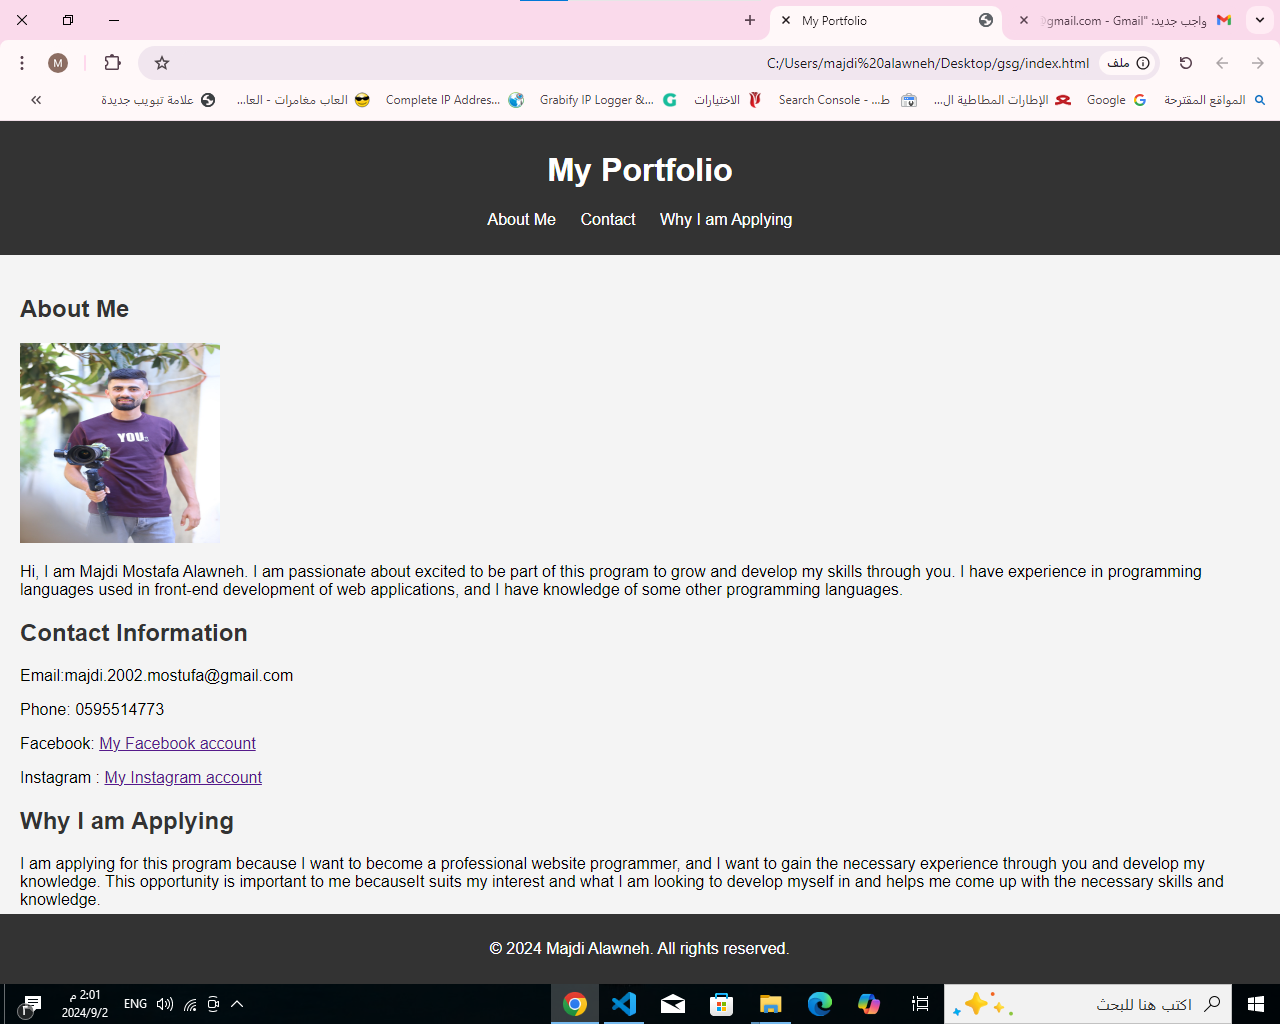 My Portfolio
واجب جديد: "gmail.com - Gmail
C:/Users/majdi%20alawneh/Desktop/gsg/index.html
ملف
M
المواقع المقترحة
Google
الإطارات المطاطية ال...
Search Console - ط...
الاختيارات
Grabify IP Logger &...
Complete IP Addres...
العاب مغامرات - العا...
علامة تبويب جديدة
My Portfolio
About Me Contact Why I am Applying
About Me
YOU
Hi, I am Majdi Mostafa Alawneh. I am passionate about excited to be part of this program to grow and develop my skills through you. I have experience in programming
languages used in front-end development of web applications, and I have knowledge of some other programming languages.
Contact Information
Email:majdi.2002.mostufa@gmail.com
Phone: 0595514773
Facebook: My Facebook account
Instagram : My Instagram account
Why I am Applying
I am applying for this program because I want to become a professional website programmer, and I want to gain the necessary experience through you and develop my
knowledge. This opportunity is important to me becauseIt suits my interest and what I am looking to develop myself in and helps me come up with the necessary skills and
knowledge.
© 2024 Majdi Alawneh. All rights reserved.
اكتب هنا للبحث
ENG
2:01 م
2024/9/2